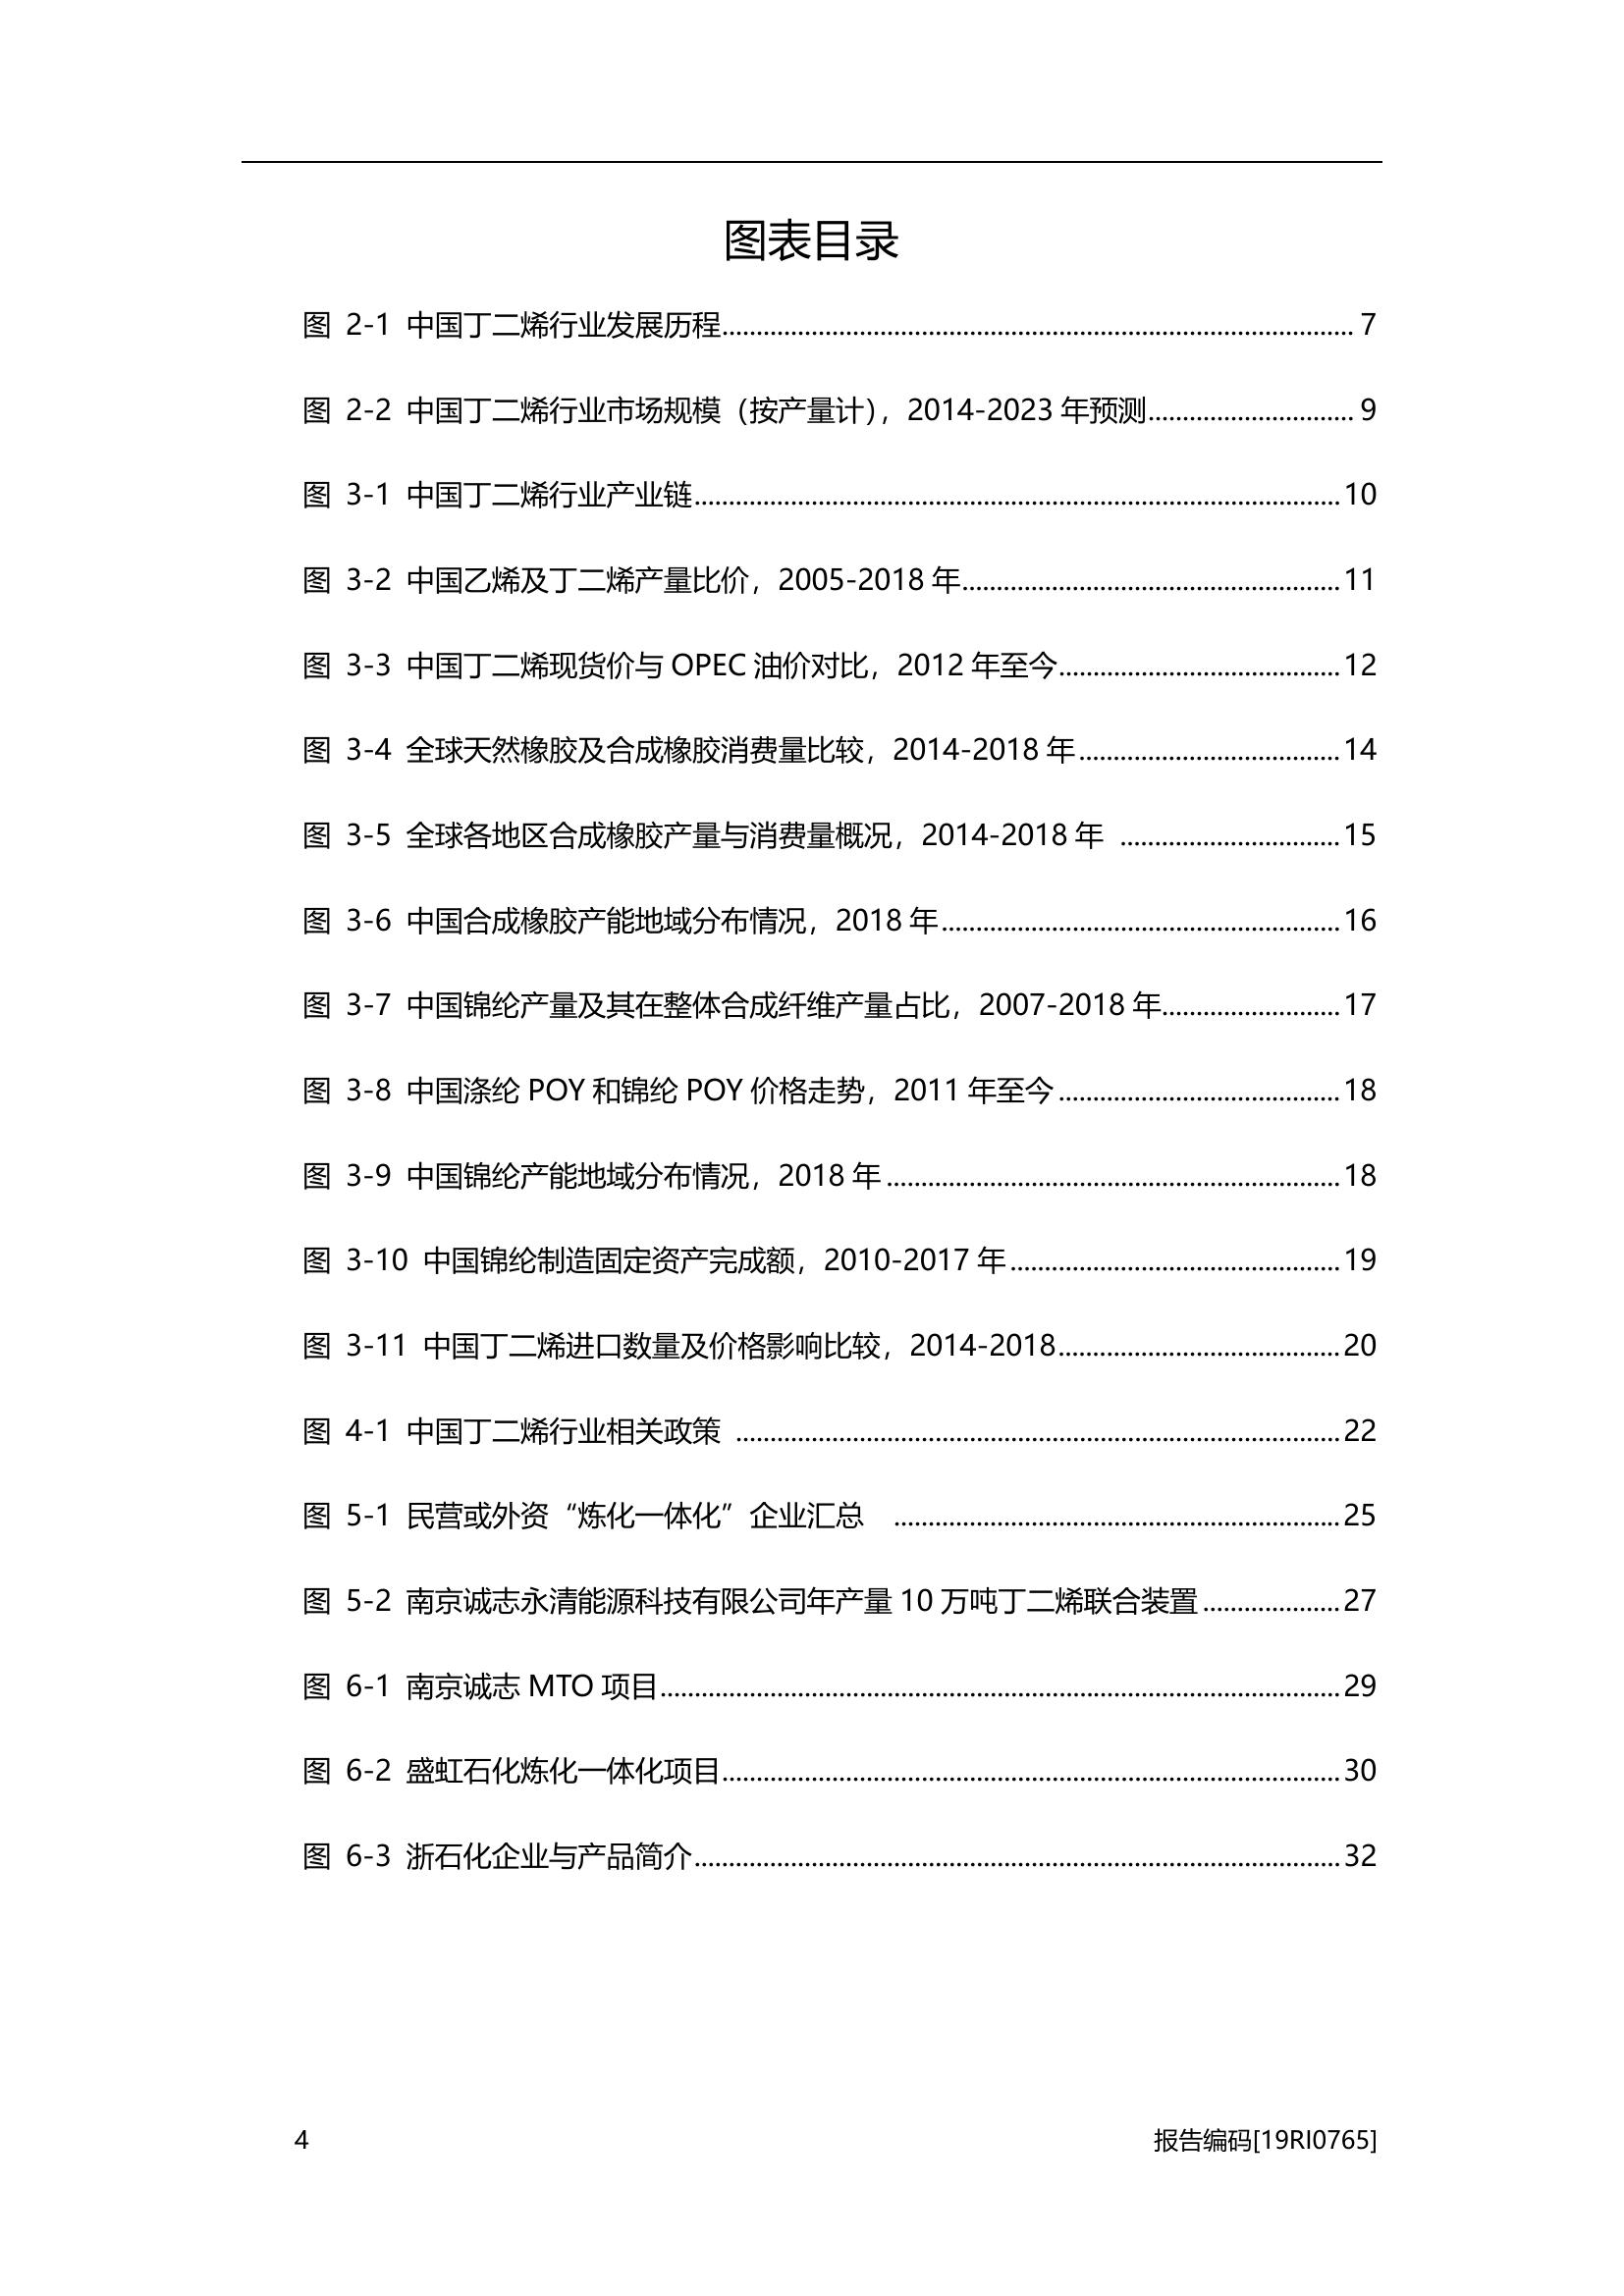 图表目录
图 2-1 中国丁二烯行业发展历程........................................ 7
图 2-2 中国丁二烯行业市场规模（按产量计），2014-2023 年预测........................................ 9
图 3-1 中国丁二烯行业产业链........................................10
图 3-2 中国乙烯及丁二烯产量比价，2005-2018 年........................................11
图 3-3 中国丁二烯现货价与 OPEC 油价对比，2012 年至今........................................12
图 3-4 全球天然橡胶及合成橡胶消费量比较，2014-2018 年........................................14
图 3-5 全球各地区合成橡胶产量与消费量概况，2014-2018 年 ........................................15
图 3-6 中国合成橡胶产能地域分布情况，2018 年........................................16
图 3-7 中国锦纶产量及其在整体合成纤维产量占比，2007-2018 年........................................17
图 3-8 中国涤纶 POY 和锦纶 POY 价格走势，2011 年至今........................................18
图 3-9 中国锦纶产能地域分布情况，2018 年........................................18
图 3-10 中国锦纶制造固定资产完成额，2010-2017 年........................................19
图 3-11 中国丁二烯进口数量及价格影响比较，2014-2018........................................20
图 4-1 中国丁二烯行业相关政策 ........................................22
图 5-1 民营或外资“炼化一体化”企业汇总 ........................................25
图 5-2 南京诚志永清能源科技有限公司年产量 10 万吨丁二烯联合装置....................27
图 6-1 南京诚志 MTO 项目........................................29
图 6-2 盛虹石化炼化一体化项目........................................30
图 6-3 浙石化企业与产品简介........................................32
4 报告编码[19RI0765]